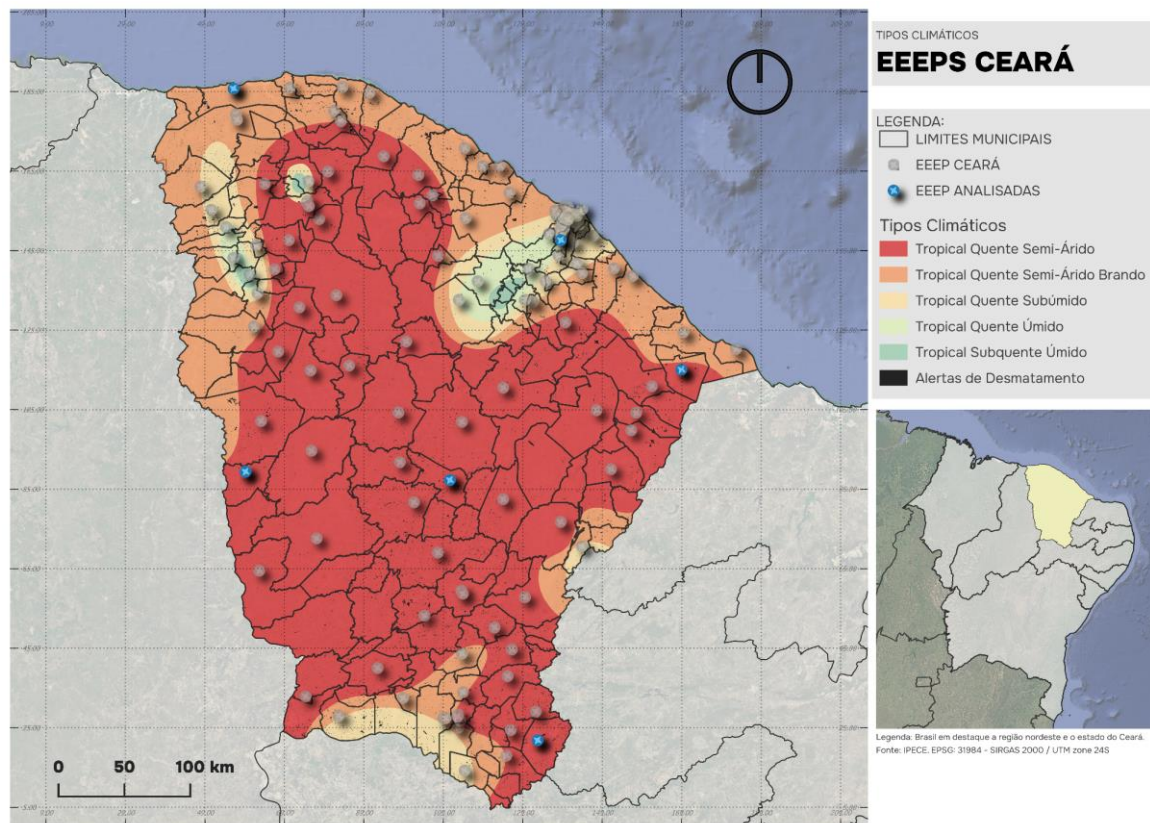 TIPOS CLIMÁTICOS
EEEPS CEARÁ
LEGENDA:
LIMITES MUNICIPAIS
EEEP CEARÁ
EEEP ANALISADAS
Tipos Climáticos
Tropical Quente Semi-Árido
Tropical Quente Semi-Árido Brando
Tropical Quente Subúmido
Tropical Quente Úmido
Tropical Subquente Úmido
Alertas de Desmatamento
0 50 100 km
Legenda: Brasil em destaque a região nordeste e o estado do Ceará.
Fonte: IPECE. EPSG: 31984 - SIRGAS 2000 / UTM zone 24S